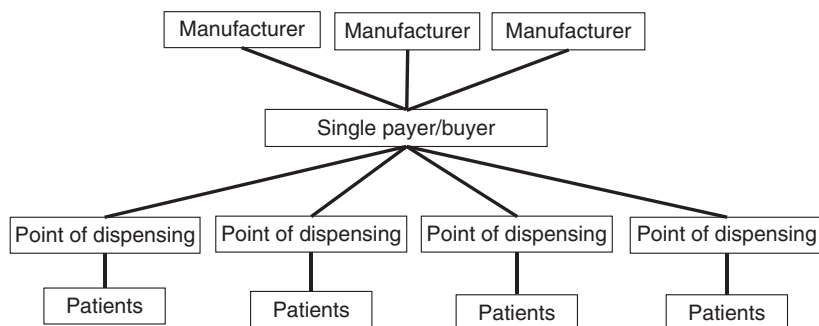 Manufacturer
Manufacturer
Manufacturer
Single payer/buyer
Point of dispensing
Point of dispensing
Point of dispensing
Point of dispensing
Patients
Patients
Patients
Patients